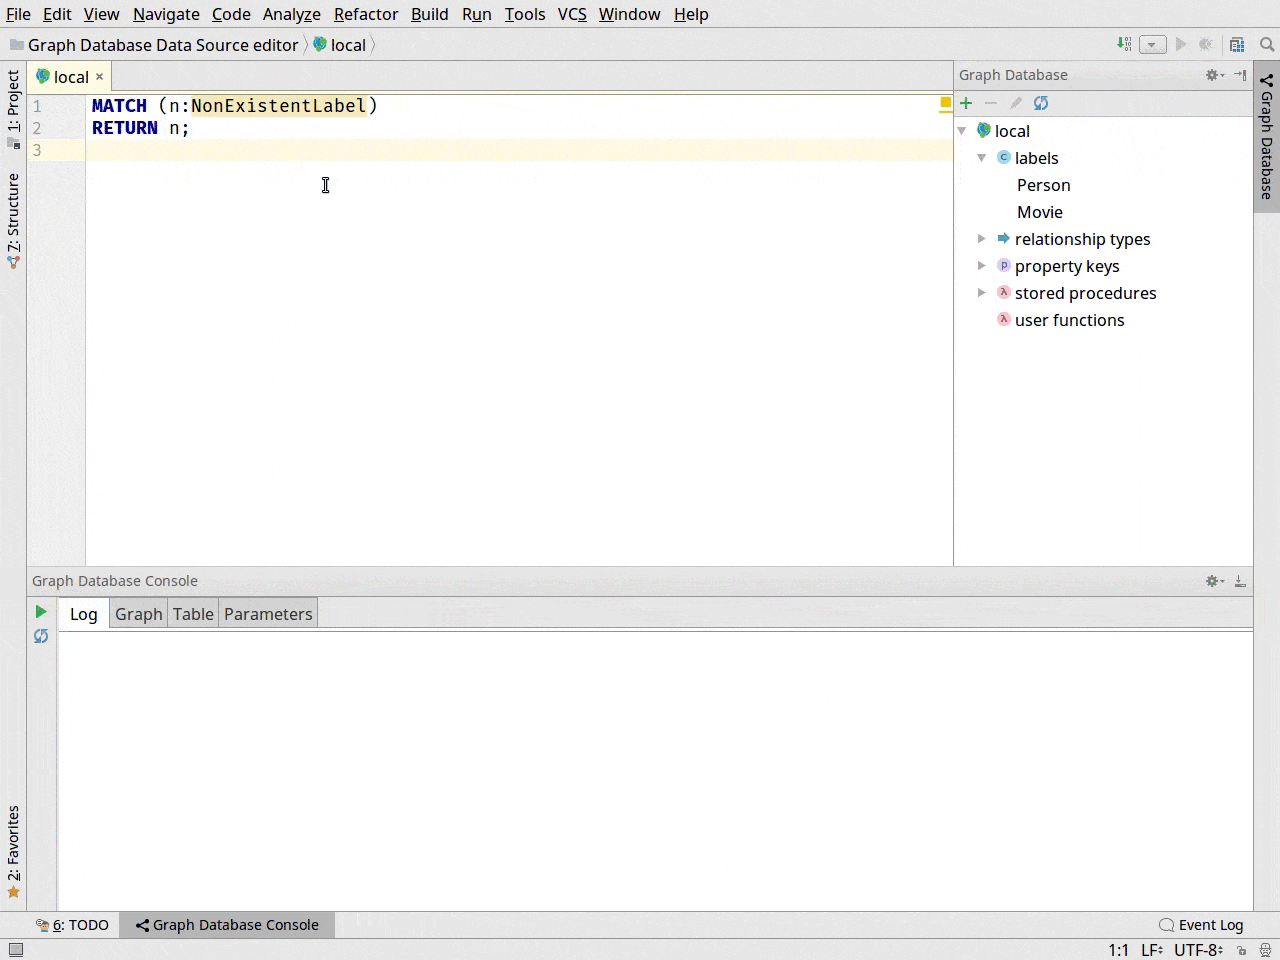 File Edit View Navigate Code Analyze Refactor Build Run Tools VCS Window Help
Graph Database Data Source editor local
1: Project
7: Structure
2: Favorites
local ×
1 MATCH (n:NonExistentLabel)
2 RETURN n;
3
Graph Database
local
labels
Person
Movie
relationship types
property keys
stored procedures
user functions
Graph Database
Graph Database Console
Log Graph Table Parameters
6: TODO Graph Database Console Event Log
1:1 LF UTF-8